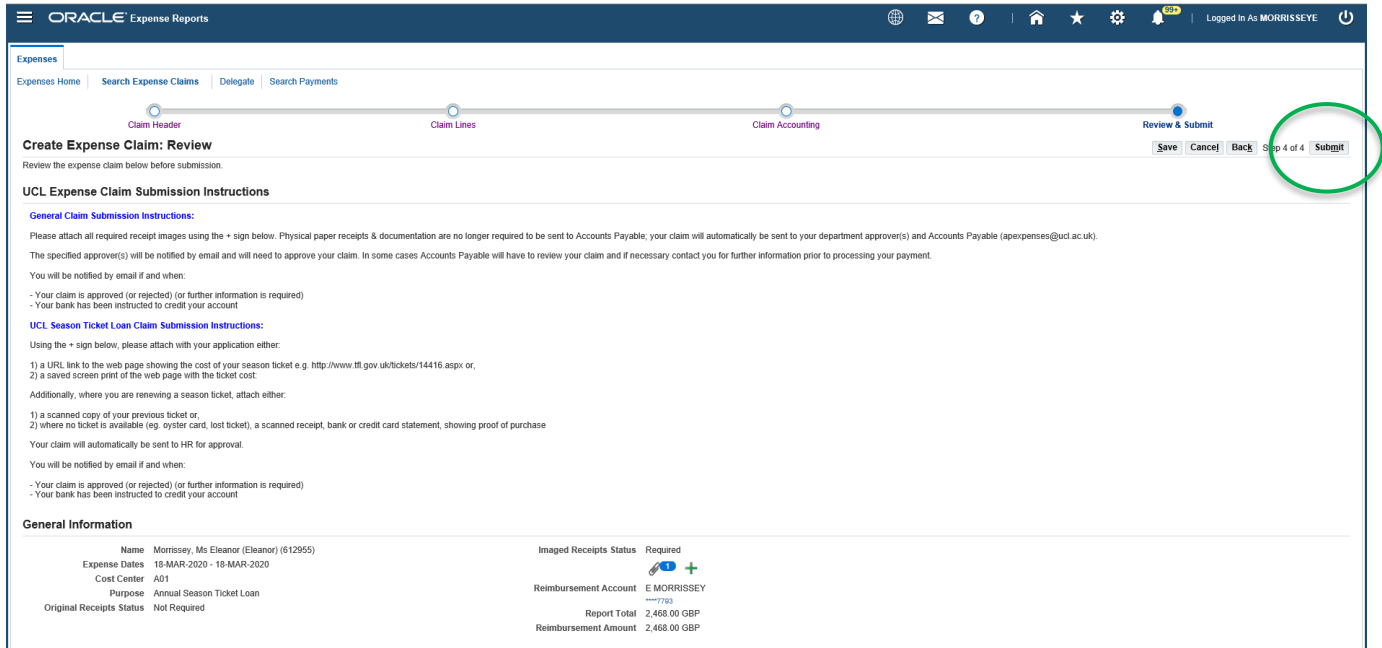 ORACLE Expense Reports 99+ Logged In As MORRISSEYE
Expenses
Expenses Home Search Expense Claims Delegate Search Payments
Claim Header Claim Lines Claim Accounting Review & Submit
Create Expense Claim: Review Save Cancel Back Step 4 of 4 Submit
Review the expense claim below before submission.
UCL Expense Claim Submission Instructions
General Claim Submission Instructions:
Please attach all required receipt images using the + sign below. Physical paper receipts & documentation are no longer required to be sent to Accounts Payable; your claim will automatically be sent to your department approver(s) and Accounts Payable (apexpenses@ucl.ac.uk).
The specified approver(s) will be notified by email and will need to approve your claim. In some cases Accounts Payable will have to review your claim and if necessary contact you for further information prior to processing your payment.
You will be notified by email if and when:
- Your claim is approved (or rejected) (or further information is required)
- Your bank has been instructed to credit your account
UCL Season Ticket Loan Claim Submission Instructions:
Using the + sign below, please attach with your application either:
1) a URL link to the web page showing the cost of your season ticket e.g. http://www.tfl.gov.uk/tickets/14416.aspx or,
2) a saved screen print of the web page with the ticket cost:
Additionally, where you are renewing a season ticket, attach either:
1) a scanned copy of your previous ticket or,
2) where no ticket is available (eg. oyster card, lost ticket), a scanned receipt, bank or credit card statement, showing proof of purchase
Your claim will automatically be sent to HR for approval.
You will be notified by email if and when:
- Your claim is approved (or rejected) (or further information is required)
- Your bank has been instructed to credit your account
General Information
Name Morrissey, Ms Eleanor (Eleanor) (612955)
Expense Dates 18-MAR-2020 - 18-MAR-2020
Cost Center A01
Purpose Annual Season Ticket Loan
Original Receipts Status Not Required
Imaged Receipts Status Required
1
Reimbursement Account E MORRISSEY
****7793
Report Total 2,468.00 GBP
Reimbursement Amount 2,468.00 GBP